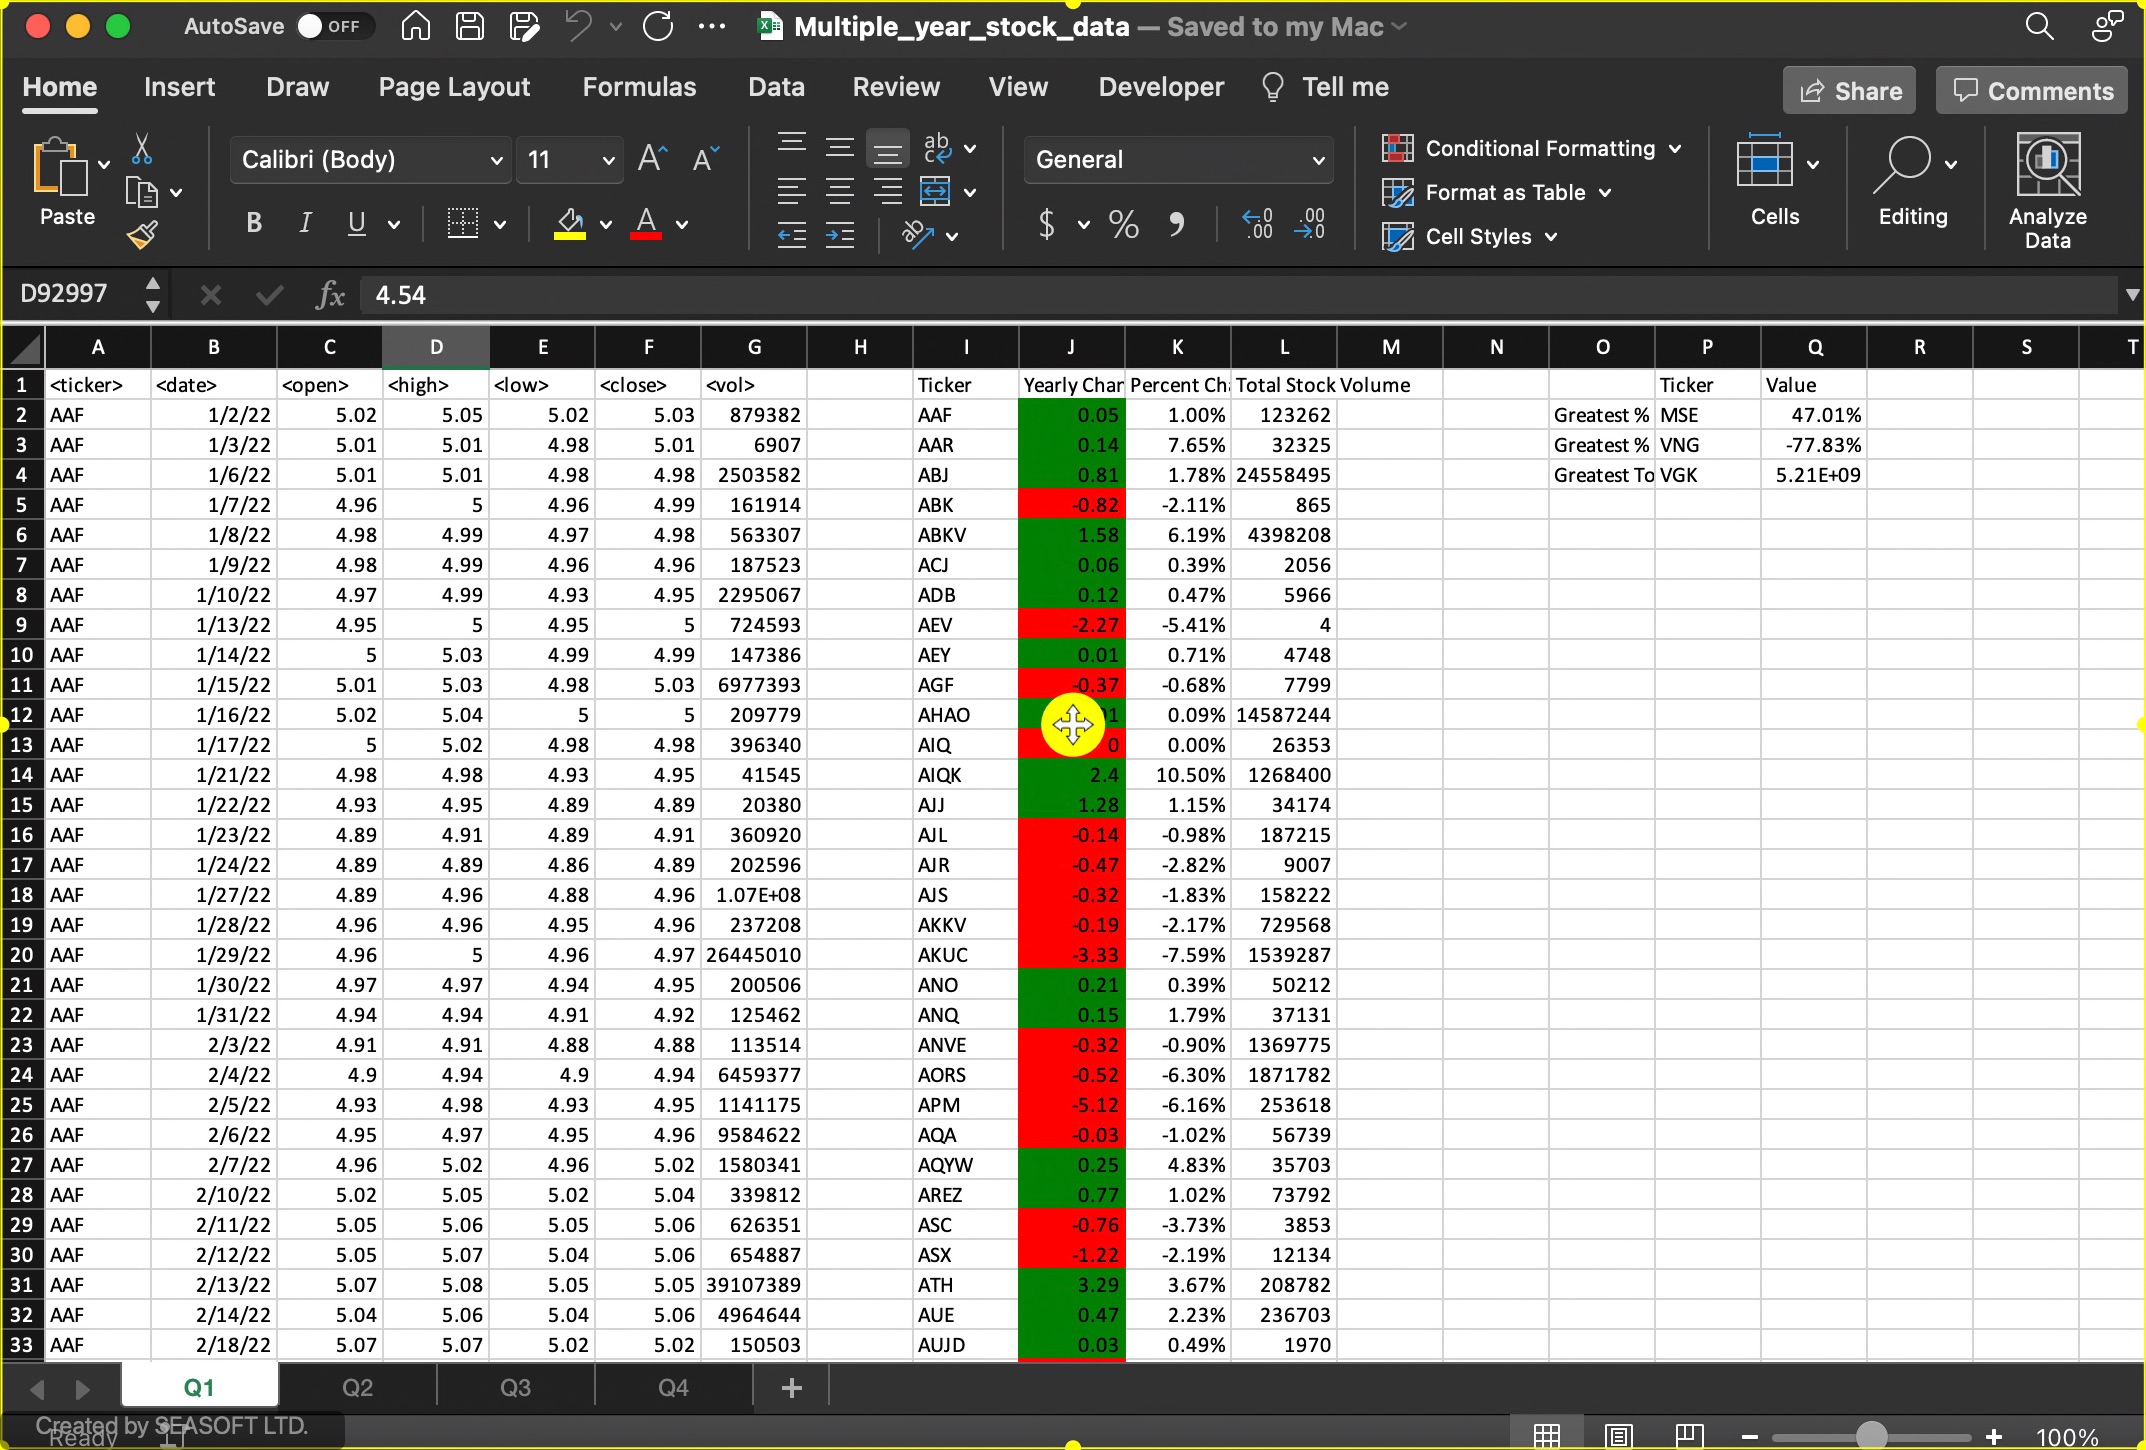 AutoSave OFF Multiple_year_stock_data — Saved to my Mac
Home Insert Draw Page Layout Formulas Data Review View Developer Tell me Share Comments
Paste Calibri (Body) 11 A A ab c General Conditional Formatting Format as Table Cell Styles Cells Editing Analyze Data
B I U A $ % , .00 .0
D92997 fx 4.54
A B C D E F G H I J K L M N O P Q R S T
1 <ticker> <date> <open> <high> <low> <close> <vol> Ticker Yearly Chan Percent Ch Total Stock Volume Ticker Value
2 AAF 1/2/22 5.02 5.05 5.02 5.03 879382 AAF 0.05 1.00% 123262 Greatest % MSE 47.01%
3 AAF 1/3/22 5.01 5.01 4.98 5.01 6907 AAR 0.14 7.65% 32325 Greatest % VNG -77.83%
4 AAF 1/6/22 5.01 5.01 4.98 4.98 2503582 ABJ 0.81 1.78% 24558495 Greatest To VGK 5.21E+09
5 AAF 1/7/22 4.96 5 4.96 4.99 161914 ABK -0.82 -2.11% 865
6 AAF 1/8/22 4.98 4.99 4.97 4.98 563307 ABKV 1.58 6.19% 4398208
7 AAF 1/9/22 4.98 4.99 4.96 4.96 187523 ACJ 0.06 0.39% 2056
8 AAF 1/10/22 4.97 4.99 4.93 4.95 2295067 ADB 0.12 0.47% 5966
9 AAF 1/13/22 4.95 5 4.95 5 724593 AEV -2.27 -5.41% 4
10 AAF 1/14/22 5 5.03 4.99 4.99 147386 AEY 0.01 0.71% 4748
11 AAF 1/15/22 5.01 5.03 4.98 5.03 6977393 AGF -0.37 -0.68% 7799
12 AAF 1/16/22 5.02 5.04 5 5 209779 AHAO 0.09% 14587244
13 AAF 1/17/22 5 5.02 4.98 4.98 396340 AIQ 0 0.00% 26353
14 AAF 1/21/22 4.98 4.98 4.93 4.95 41545 AIQK 2.4 10.50% 1268400
15 AAF 1/22/22 4.93 4.95 4.89 4.89 20380 AJJ 1.28 1.15% 34174
16 AAF 1/23/22 4.89 4.91 4.89 4.91 360920 AJL -0.14 -0.98% 187215
17 AAF 1/24/22 4.89 4.89 4.86 4.89 202596 AJR -0.47 -2.82% 9007
18 AAF 1/27/22 4.89 4.96 4.88 4.96 1.07E+08 AJS -0.32 -1.83% 158222
19 AAF 1/28/22 4.96 4.96 4.95 4.96 237208 AKKV -0.19 -2.17% 729568
20 AAF 1/29/22 4.96 5 4.96 4.97 26445010 AKUC -3.33 -7.59% 1539287
21 AAF 1/30/22 4.97 4.97 4.94 4.95 200506 ANO 0.21 0.39% 50212
22 AAF 1/31/22 4.94 4.94 4.91 4.92 125462 ANQ 0.15 1.79% 37131
23 AAF 2/3/22 4.91 4.91 4.88 4.88 113514 ANVE -0.32 -0.90% 1369775
24 AAF 2/4/22 4.9 4.94 4.9 4.94 6459377 AORS -0.52 -6.30% 1871782
25 AAF 2/5/22 4.93 4.98 4.93 4.95 1141175 APM -5.12 -6.16% 253618
26 AAF 2/6/22 4.95 4.97 4.95 4.96 9584622 AQA -0.03 -1.02% 56739
27 AAF 2/7/22 4.96 5.02 4.96 5.02 1580341 AQYW 0.25 4.83% 35703
28 AAF 2/10/22 5.02 5.05 5.02 5.04 339812 AREZ 0.77 1.02% 73792
29 AAF 2/11/22 5.05 5.06 5.05 5.06 626351 ASC -0.76 -3.73% 3853
30 AAF 2/12/22 5.05 5.07 5.04 5.06 654887 ASX -1.22 -2.19% 12134
31 AAF 2/13/22 5.07 5.08 5.05 5.05 39107389 ATH 3.29 3.67% 208782
32 AAF 2/14/22 5.04 5.06 5.04 5.06 4964644 AUE 0.47 2.23% 236703
33 AAF 2/18/22 5.07 5.07 5.02 5.02 150503 AUJD 0.03 0.49% 1970
Q1 Q2 Q3 Q4 +
Created by SEASOFT LTD.
Ready 100%